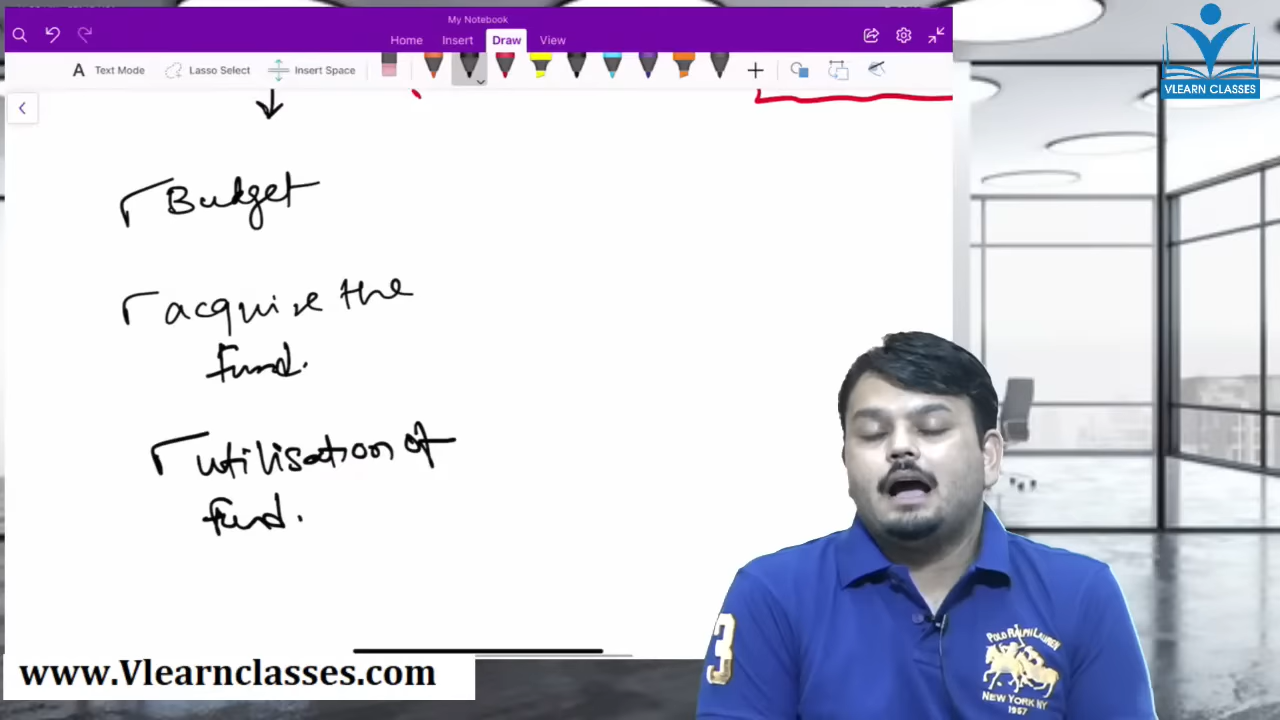 My Notebook
Home Insert Draw View
Text Mode Lasso Select Insert Space
VLEARN CLASSES
Budget
acquire the
fund.
utilisation of
fund.
3
POLO RALPH LAUREN
NEW YORK NY
1967
www.Vlearnclasses.com